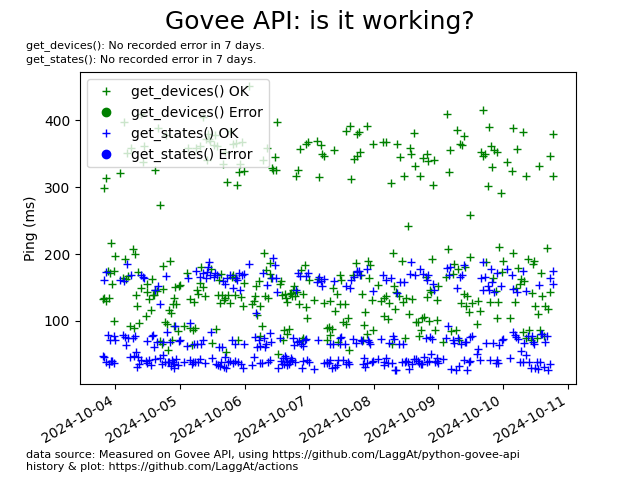 Govee API: is it working?
get_devices(): No recorded error in 7 days.
get_states(): No recorded error in 7 days.
get_devices() OK
get_devices() Error
get_states() OK
get_states() Error
Ping (ms)
400
300
200
100
2024-10-04
2024-10-05
2024-10-06
2024-10-07
2024-10-08
2024-10-09
2024-10-10
2024-10-11
data source: Measured on Govee API, using https://github.com/LaggAt/python-govee-api
history & plot: https://github.com/LaggAt/actions